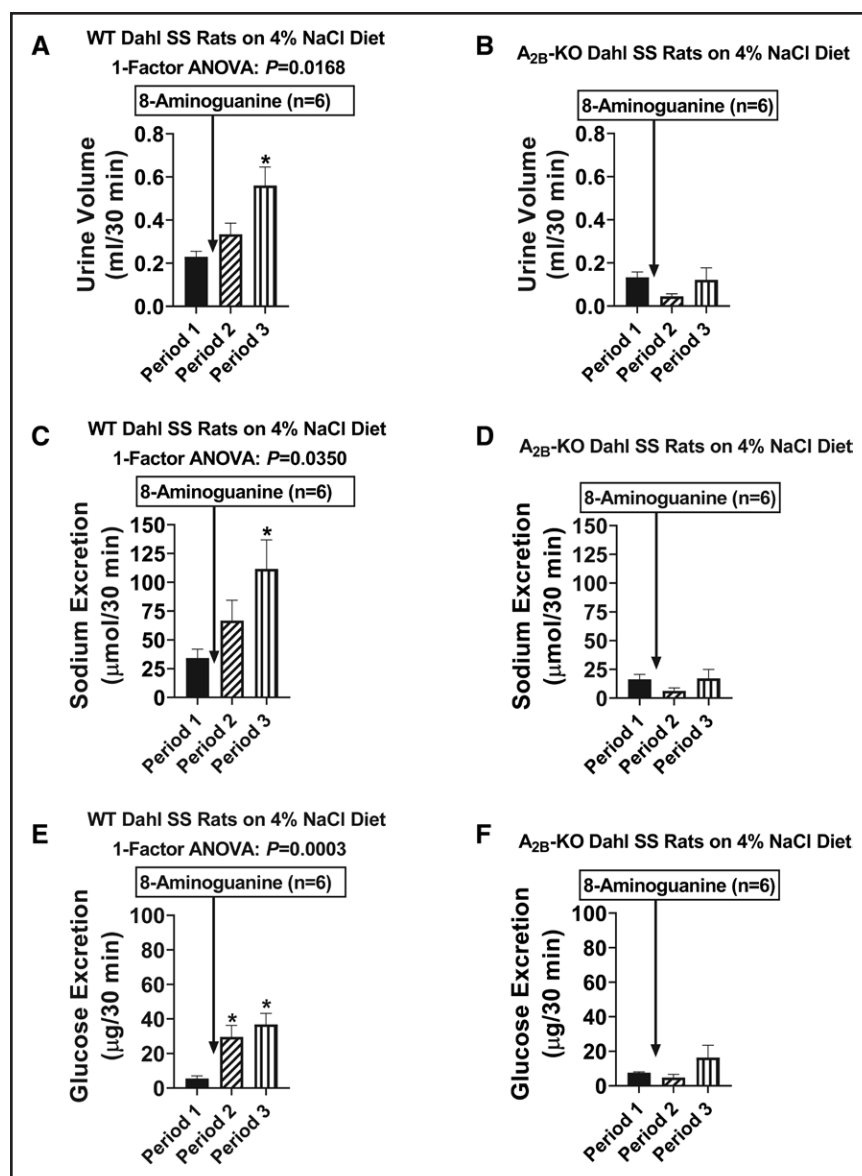 A
WT Dahl SS Rats on 4% NaCl Diet
1-Factor ANOVA: P=0.0168
8-Aminoguanine (n=6)
Urine Volume
(ml/30 min)
0.8
0.6
0.4
0.2
0.0
*
Period 1
Period 2
Period 3
B
A2B-KO Dahl SS Rats on 4% NaCl Diet
8-Aminoguanine (n=6)
Urine Volume
(ml/30 min)
0.8
0.6
0.4
0.2
0.0
Period 1
Period 2
Period 3
C
WT Dahl SS Rats on 4% NaCl Diet
1-Factor ANOVA: P=0.0350
8-Aminoguanine (n=6)
Sodium Excretion
(μmol/30 min)
150
125
100
75
50
25
0
*
Period 1
Period 2
Period 3
D
A2B-KO Dahl SS Rats on 4% NaCl Diet
8-Aminoguanine (n=6)
Sodium Excretion
(μmol/30 min)
150
125
100
75
50
25
0
Period 1
Period 2
Period 3
E
WT Dahl SS Rats on 4% NaCl Diet
1-Factor ANOVA: P=0.0003
8-Aminoguanine (n=6)
Glucose Excretion
(μg/30 min)
100
80
60
40
20
0
*
*
Period 1
Period 2
Period 3
F
A2B-KO Dahl SS Rats on 4% NaCl Diet
8-Aminoguanine (n=6)
Glucose Excretion
(μg/30 min)
100
80
60
40
20
0
Period 1
Period 2
Period 3